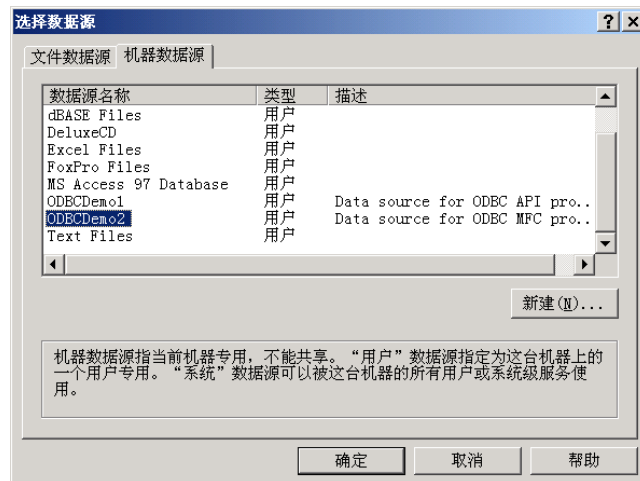 选择数据源
文件数据源 机器数据源
数据源名称 类型 描述
dBASE Files 用户
DeluxeCD 用户
Excel Files 用户
FoxPro Files 用户
MS Access 97 Database 用户
ODBCDemo1 用户 Data source for ODBC API pro..
ODBCDemo2 用户 Data source for ODBC MFC pro..
Text Files 用户
新建(N)...
机器数据源指当前机器专用，不能共享。“用户”数据源指定为这台机器上的
一个用户专用。“系统”数据源可以被这台机器的所有用户或系统级服务使
用。
确定 取消 帮助